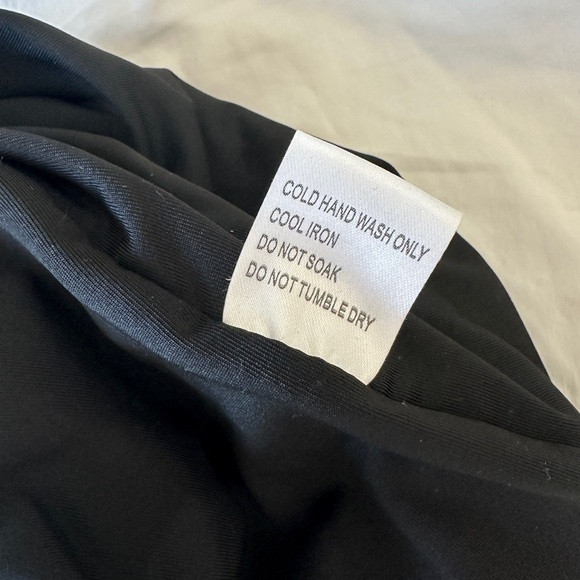 COLD HAND WASH ONLY
COOL IRON
DO NOT SOAK
DO NOT TUMBLE DRY